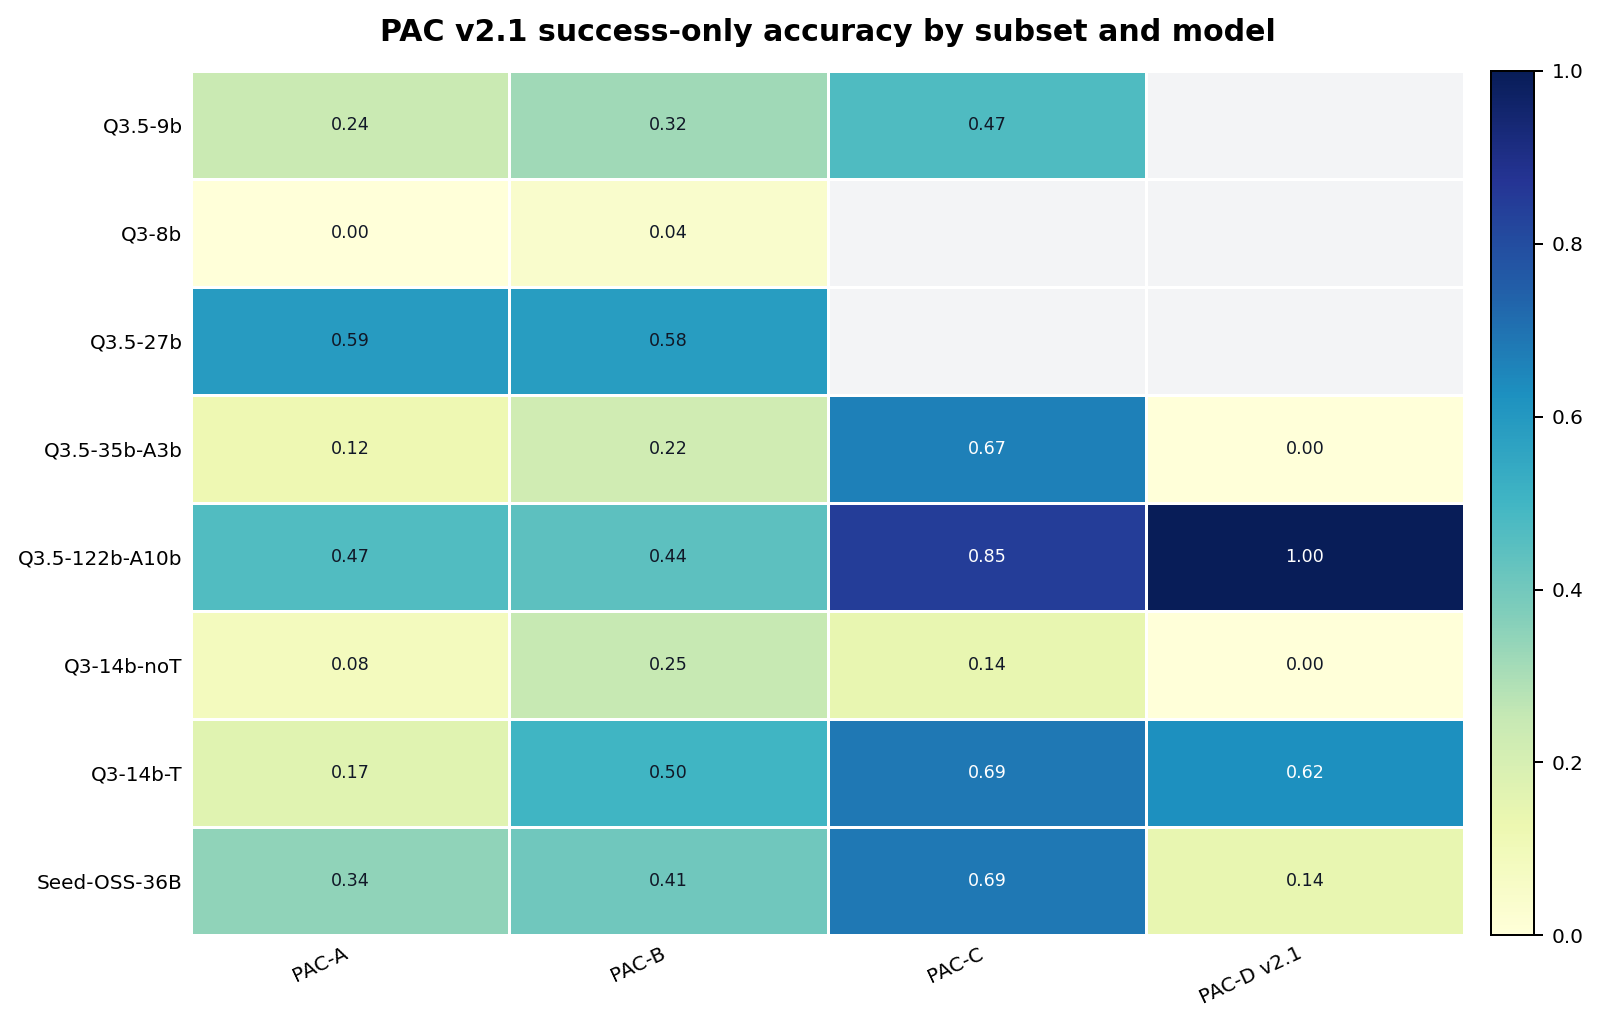 PAC v2.1 success-only accuracy by subset and model
Q3.5-9b 0.24 0.32 0.47
Q3-8b 0.00 0.04
Q3.5-27b 0.59 0.58
Q3.5-35b-A3b 0.12 0.22 0.67 0.00
Q3.5-122b-A10b 0.47 0.44 0.85 1.00
Q3-14b-noT 0.08 0.25 0.14 0.00
Q3-14b-T 0.17 0.50 0.69 0.62
Seed-OSS-36B 0.34 0.41 0.69 0.14
PAC-A PAC-B PAC-C PAC-D v2.1
1.0
0.8
0.6
0.4
0.2
0.0